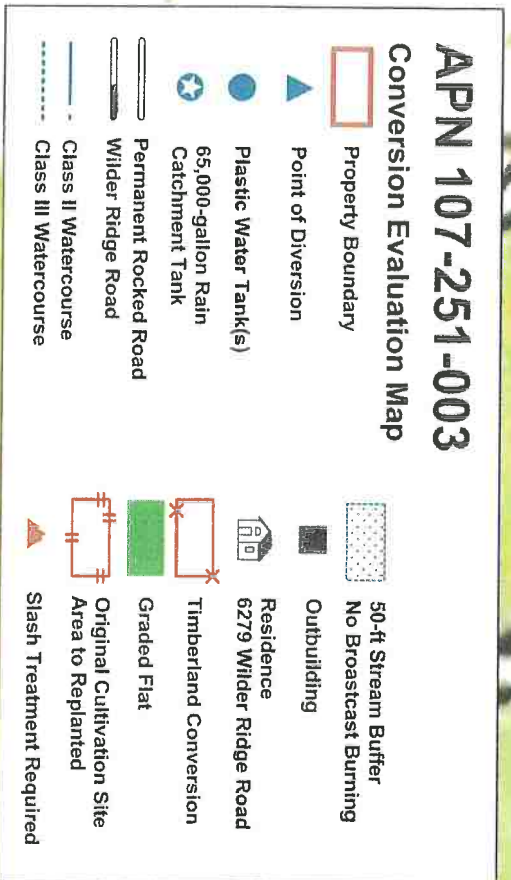 APN 107-251-003
Conversion Evaluation Map
Property Boundary
Point of Diversion
Plastic Water Tank(s)
65,000-gallon Rain
Catchment Tank
Permanent Rocked Road
Wilder Ridge Road
Class II Watercourse
Class III Watercourse
50-ft Stream Buffer
No Broastcast Burning
Outbuilding
Residence
6279 Wilder Ridge Road
Timberland Conversion
Graded Flat
Original Cultivation Site
Area to Replanted
Slash Treatment Required